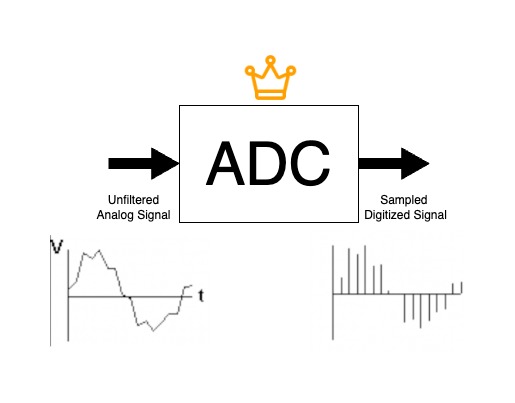 ADC
Unfiltered
Analog Signal
Sampled
Digitized Signal
V
t